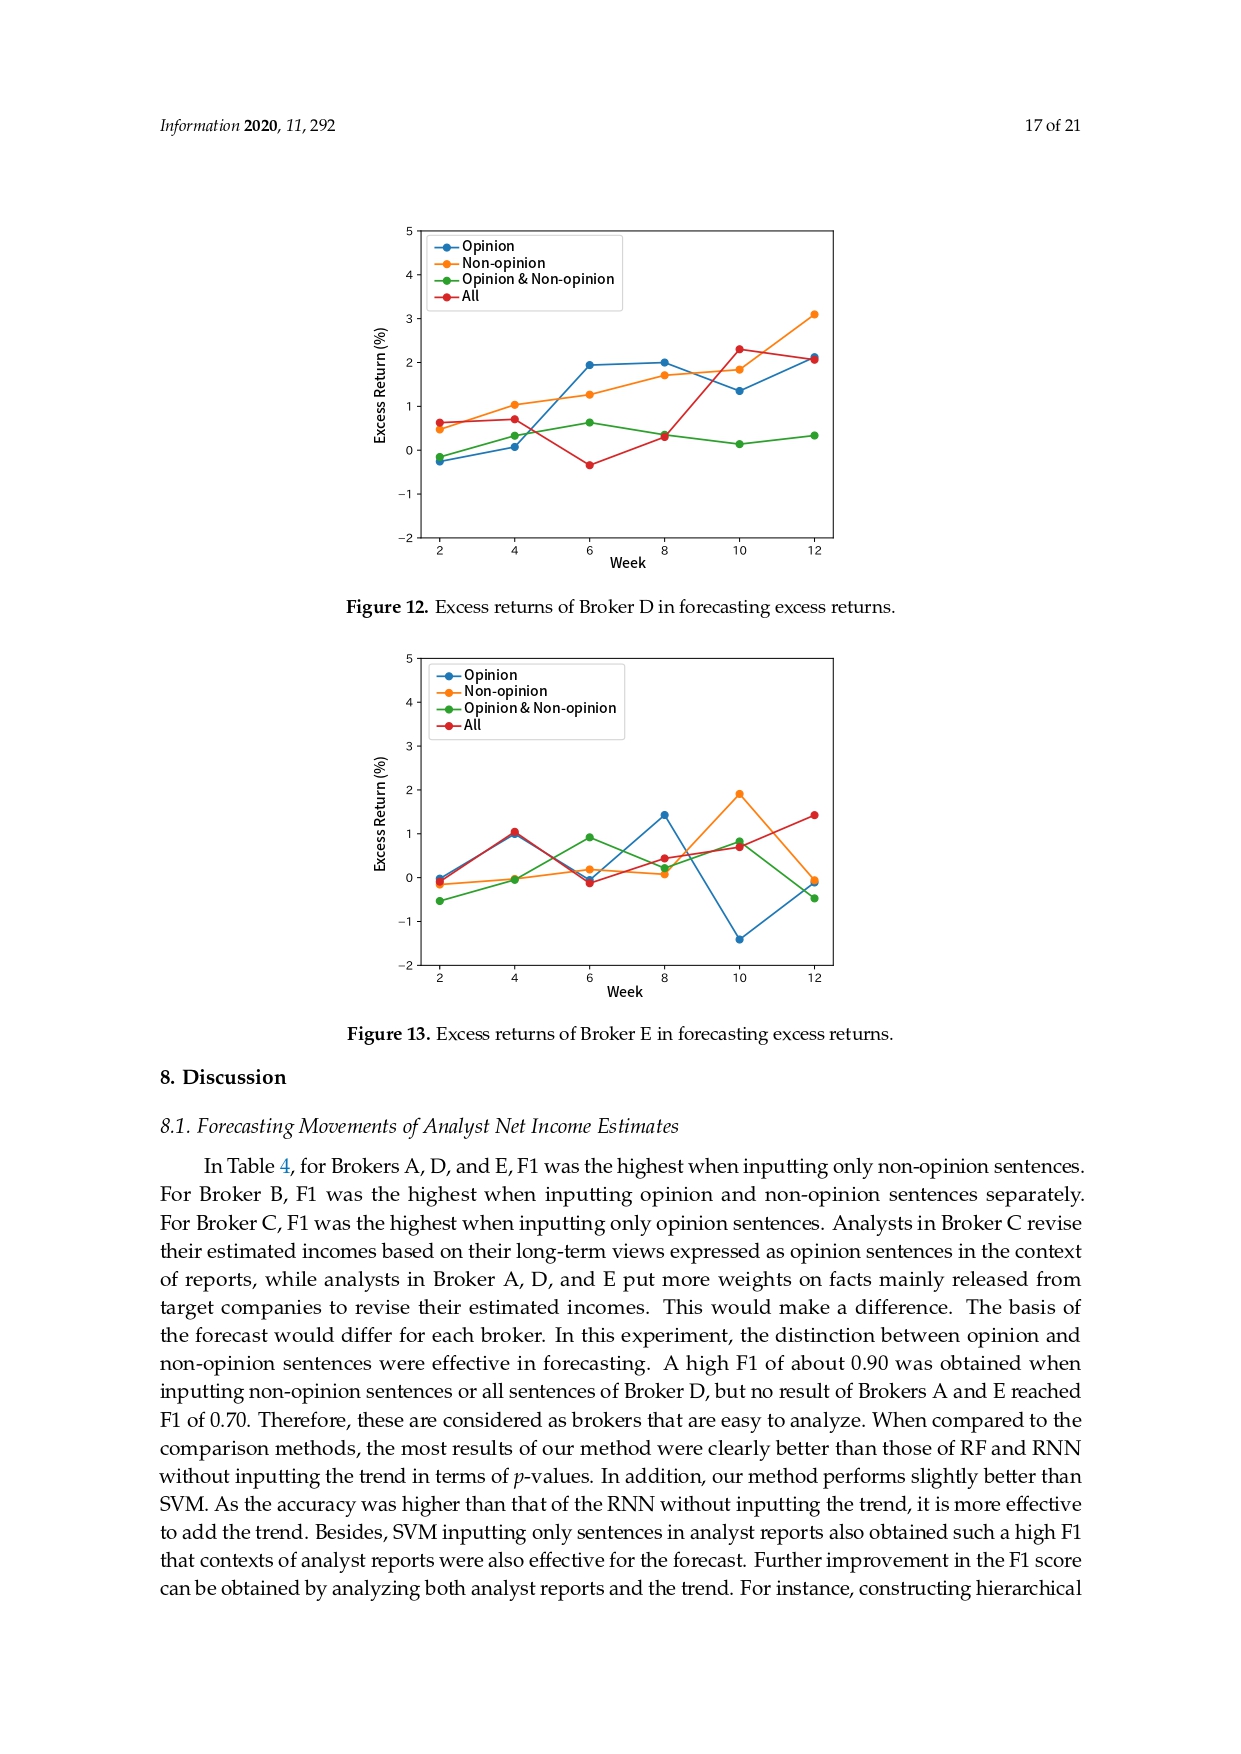 Information 2020, 11, 292
17 of 21
5
4
3
2
1
0
−1
−2
Excess Return (%)
Opinion
Non-opinion
Opinion & Non-opinion
All
2 4 6 8 10 12
Week
Figure 12. Excess returns of Broker D in forecasting excess returns.
5
4
3
2
1
0
−1
−2
Excess Return (%)
Opinion
Non-opinion
Opinion & Non-opinion
All
2 4 6 8 10 12
Week
Figure 13. Excess returns of Broker E in forecasting excess returns.
8. Discussion
8.1. Forecasting Movements of Analyst Net Income Estimates
In Table 4, for Brokers A, D, and E, F1 was the highest when inputting only non-opinion sentences.
For Broker B, F1 was the highest when inputting opinion and non-opinion sentences separately.
For Broker C, F1 was the highest when inputting only opinion sentences. Analysts in Broker C revise
their estimated incomes based on their long-term views expressed as opinion sentences in the context
of reports, while analysts in Broker A, D, and E put more weights on facts mainly released from
target companies to revise their estimated incomes. This would make a difference. The basis of
the forecast would differ for each broker. In this experiment, the distinction between opinion and
non-opinion sentences were effective in forecasting. A high F1 of about 0.90 was obtained when
inputting non-opinion sentences or all sentences of Broker D, but no result of Brokers A and E reached
F1 of 0.70. Therefore, these are considered as brokers that are easy to analyze. When compared to the
comparison methods, the most results of our method were clearly better than those of RF and RNN
without inputting the trend in terms of p-values. In addition, our method performs slightly better than
SVM. As the accuracy was higher than that of the RNN without inputting the trend, it is more effective
to add the trend. Besides, SVM inputting only sentences in analyst reports also obtained such a high F1
that contexts of analyst reports were also effective for the forecast. Further improvement in the F1 score
can be obtained by analyzing both analyst reports and the trend. For instance, constructing hierarchical